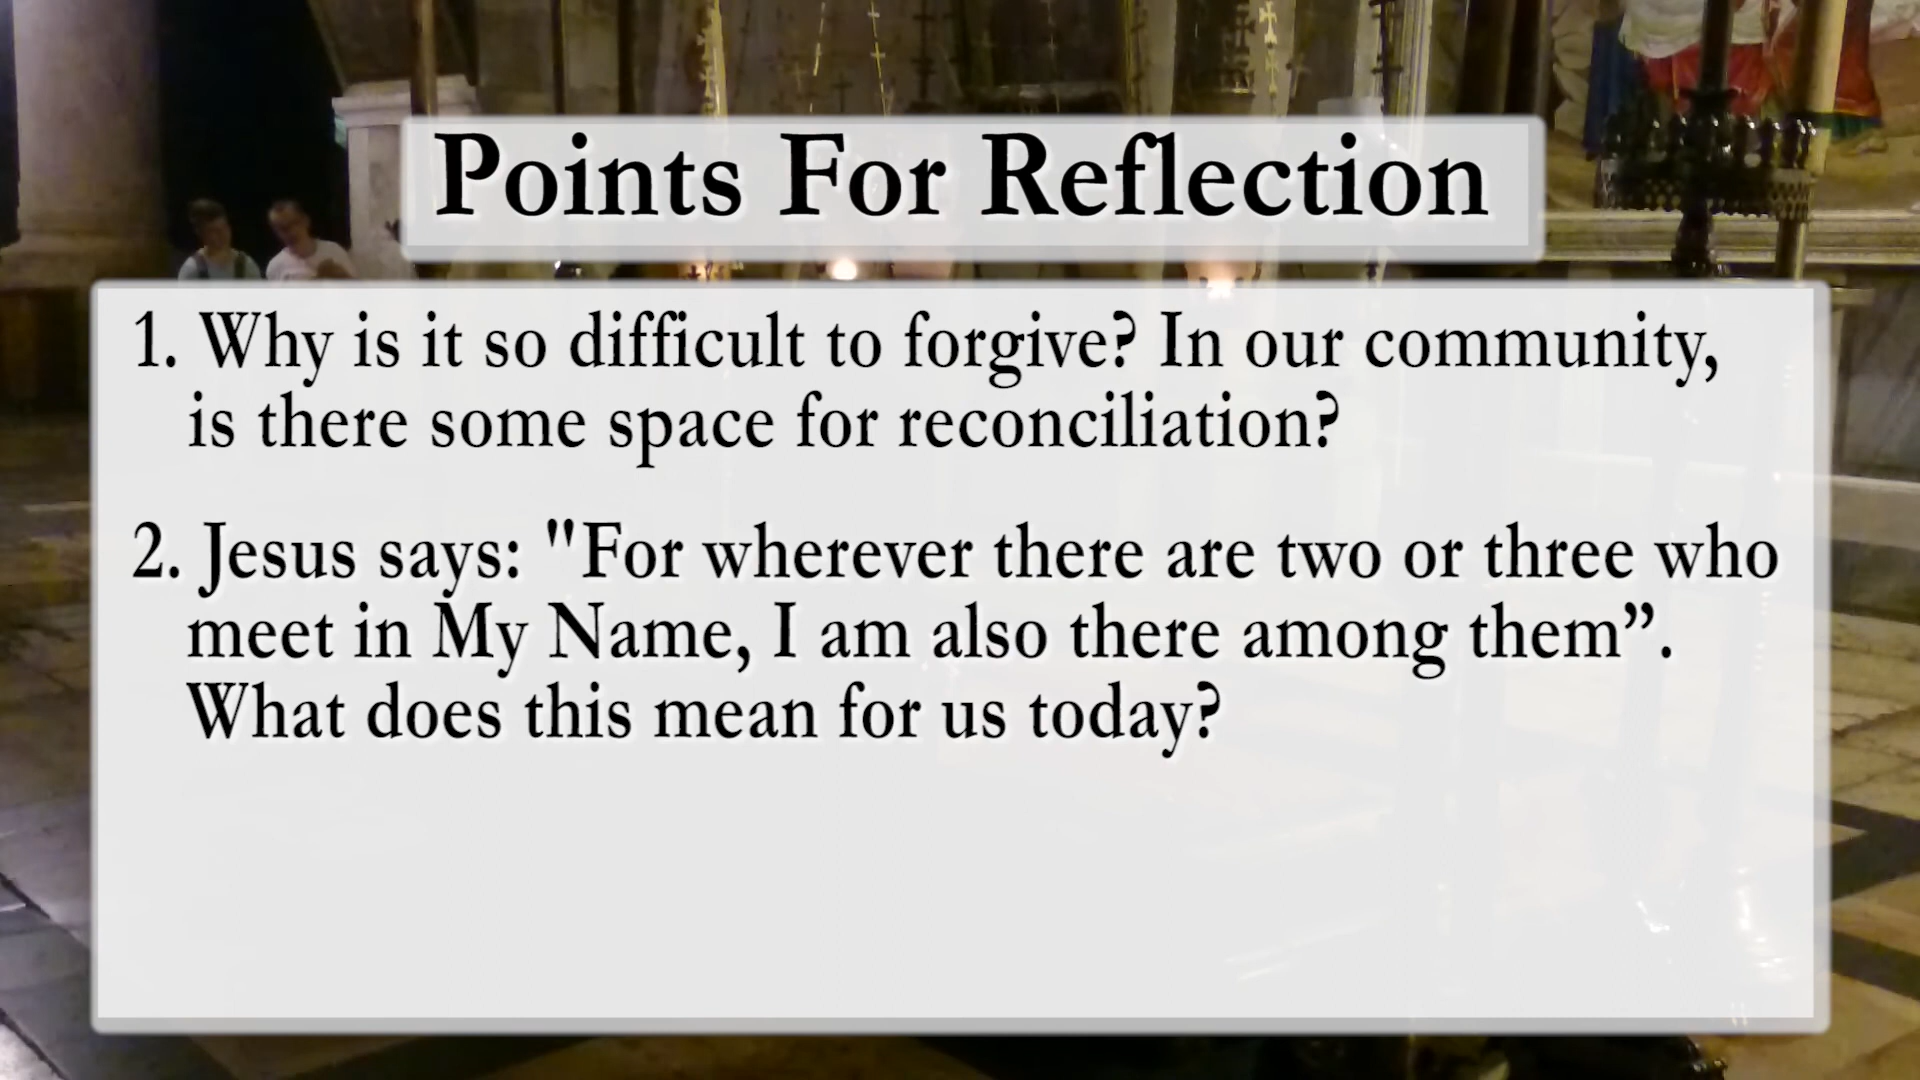 Points For Reflection
1. Why is it so difficult to forgive? In our community,
is there some space for reconciliation?
2. Jesus says: "For wherever there are two or three who
meet in My Name, I am also there among them”.
What does this mean for us today?